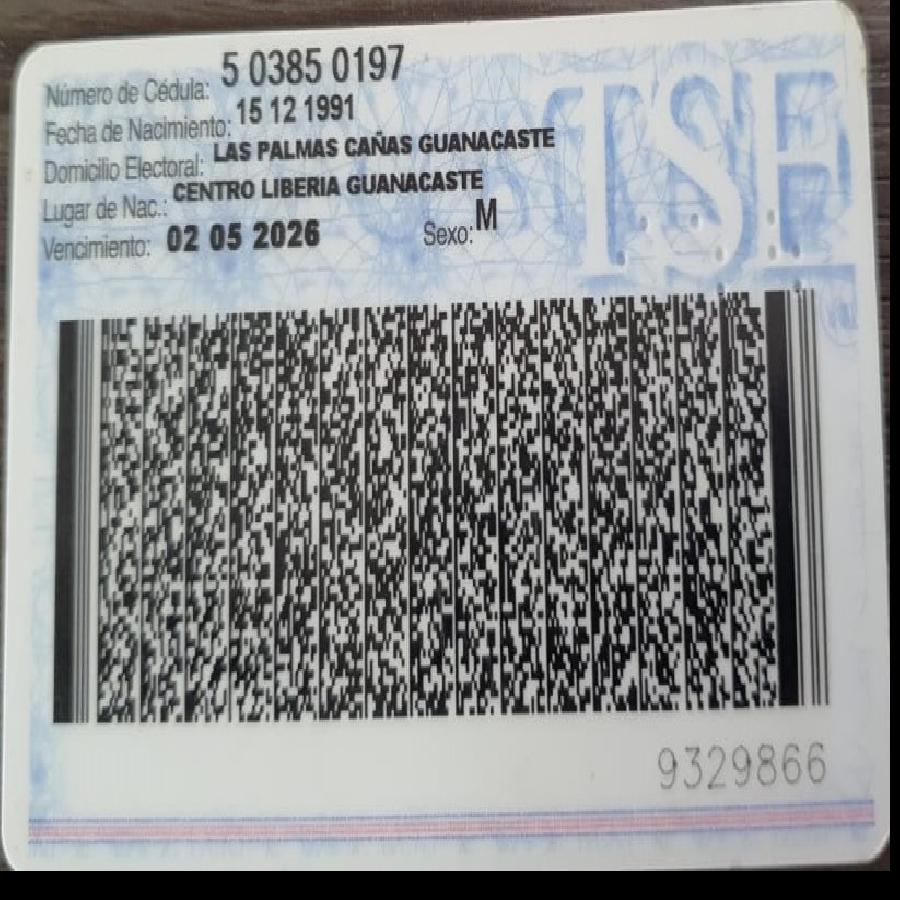 Número de Cédula: 5 0385 0197
Fecha de Nacimiento: 15 12 1991
Domicilio Electoral: LAS PALMAS CAÑAS GUANACASTE
Lugar de Nac.: CENTRO LIBERIA GUANACASTE
Vencimiento: 02 05 2026 Sexo: M
TSE
9329866